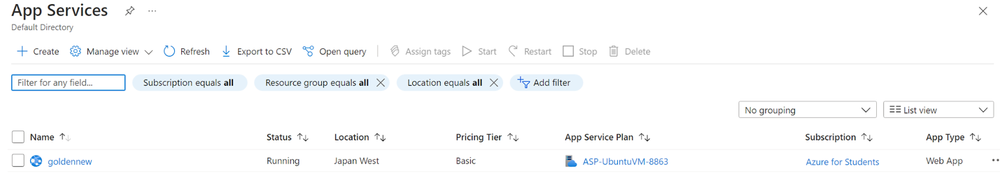 App Services
Default Directory
Create Manage view Refresh Export to CSV Open query Assign tags Start Restart Stop Delete
Filter for any field... Subscription equals all Resource group equals all Location equals all Add filter
No grouping List view
Name Status Location Pricing Tier App Service Plan Subscription App Type
goldennew Running Japan West Basic ASP-UbuntuVM-8863 Azure for Students Web App